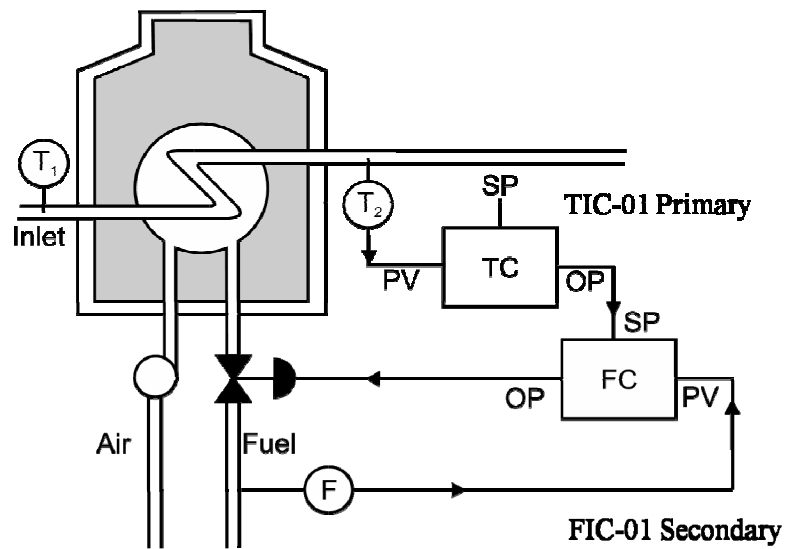 T1
SP
T2
TIC-01 Primary
Inlet
TC
PV
OP
SP
FC
OP
PV
Air
Fuel
F
FIC-01 Secondary